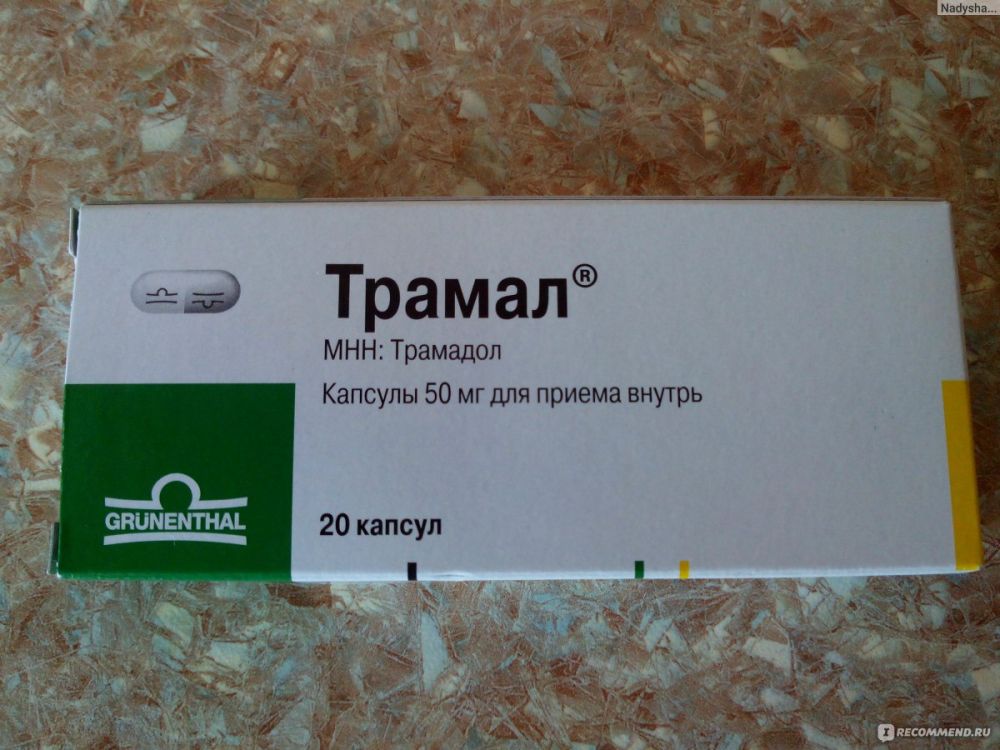 Nadysha...
Трамал®
МНН: Трамадол
Капсулы 50 мг для приема внутрь
GRÜNENTHAL
20 капсул
IRECOMMEND.RU